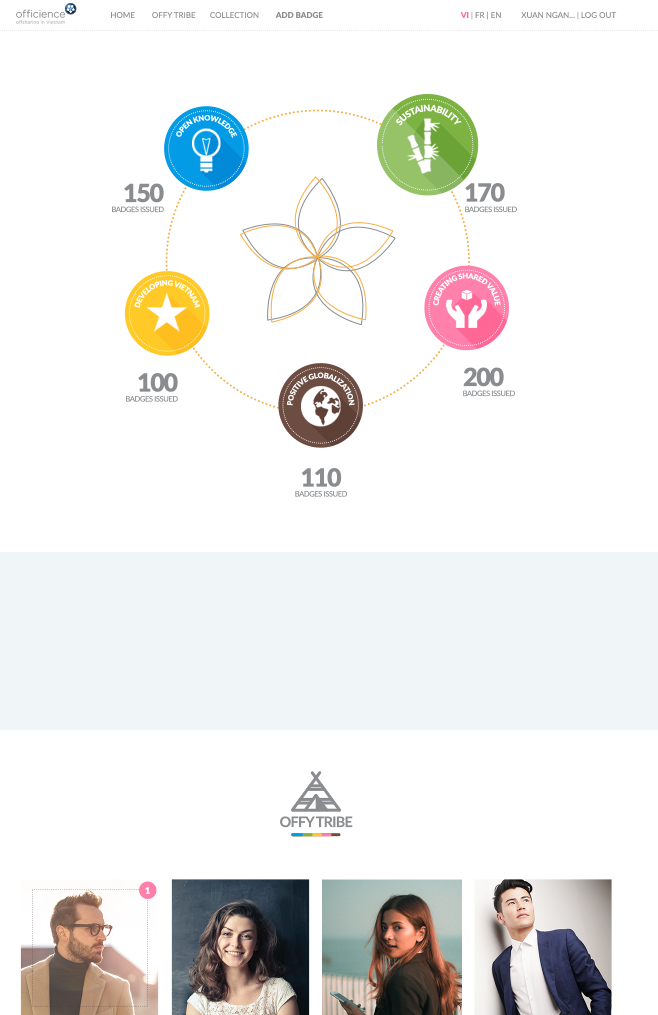 officience
offshoring in Vietnam
HOME OFFY TRIBE COLLECTION ADD BADGE
VI | FR | EN
XUAN NGAN... | LOG OUT
OPEN KNOWLEDGE
SUSTAINABILITY
150
BADGES ISSUED
170
BADGES ISSUED
DEVELOPING VIETNAM
CREATING SHARED VALUE
100
BADGES ISSUED
200
BADGES ISSUED
POSITIVE GLOBALIZATION
110
BADGES ISSUED
OFFY TRIBE
1